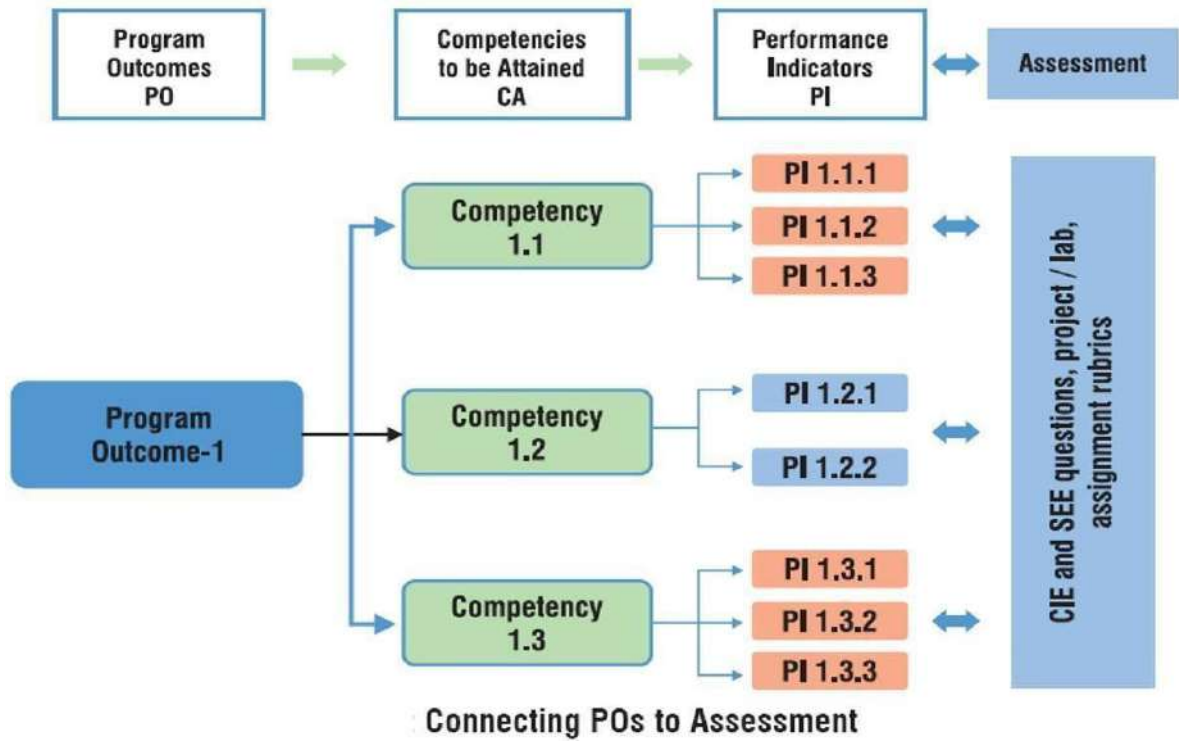 Program
Outcomes
PO
Competencies
to be Attained
CA
Performance
Indicators
PI
Assessment
Program
Outcome-1
Competency
1.1
PI 1.1.1
PI 1.1.2
PI 1.1.3
Competency
1.2
PI 1.2.1
PI 1.2.2
Competency
1.3
PI 1.3.1
PI 1.3.2
PI 1.3.3
CIE and SEE questions, project / lab,
assignment rubrics
: Connecting POs to Assessment